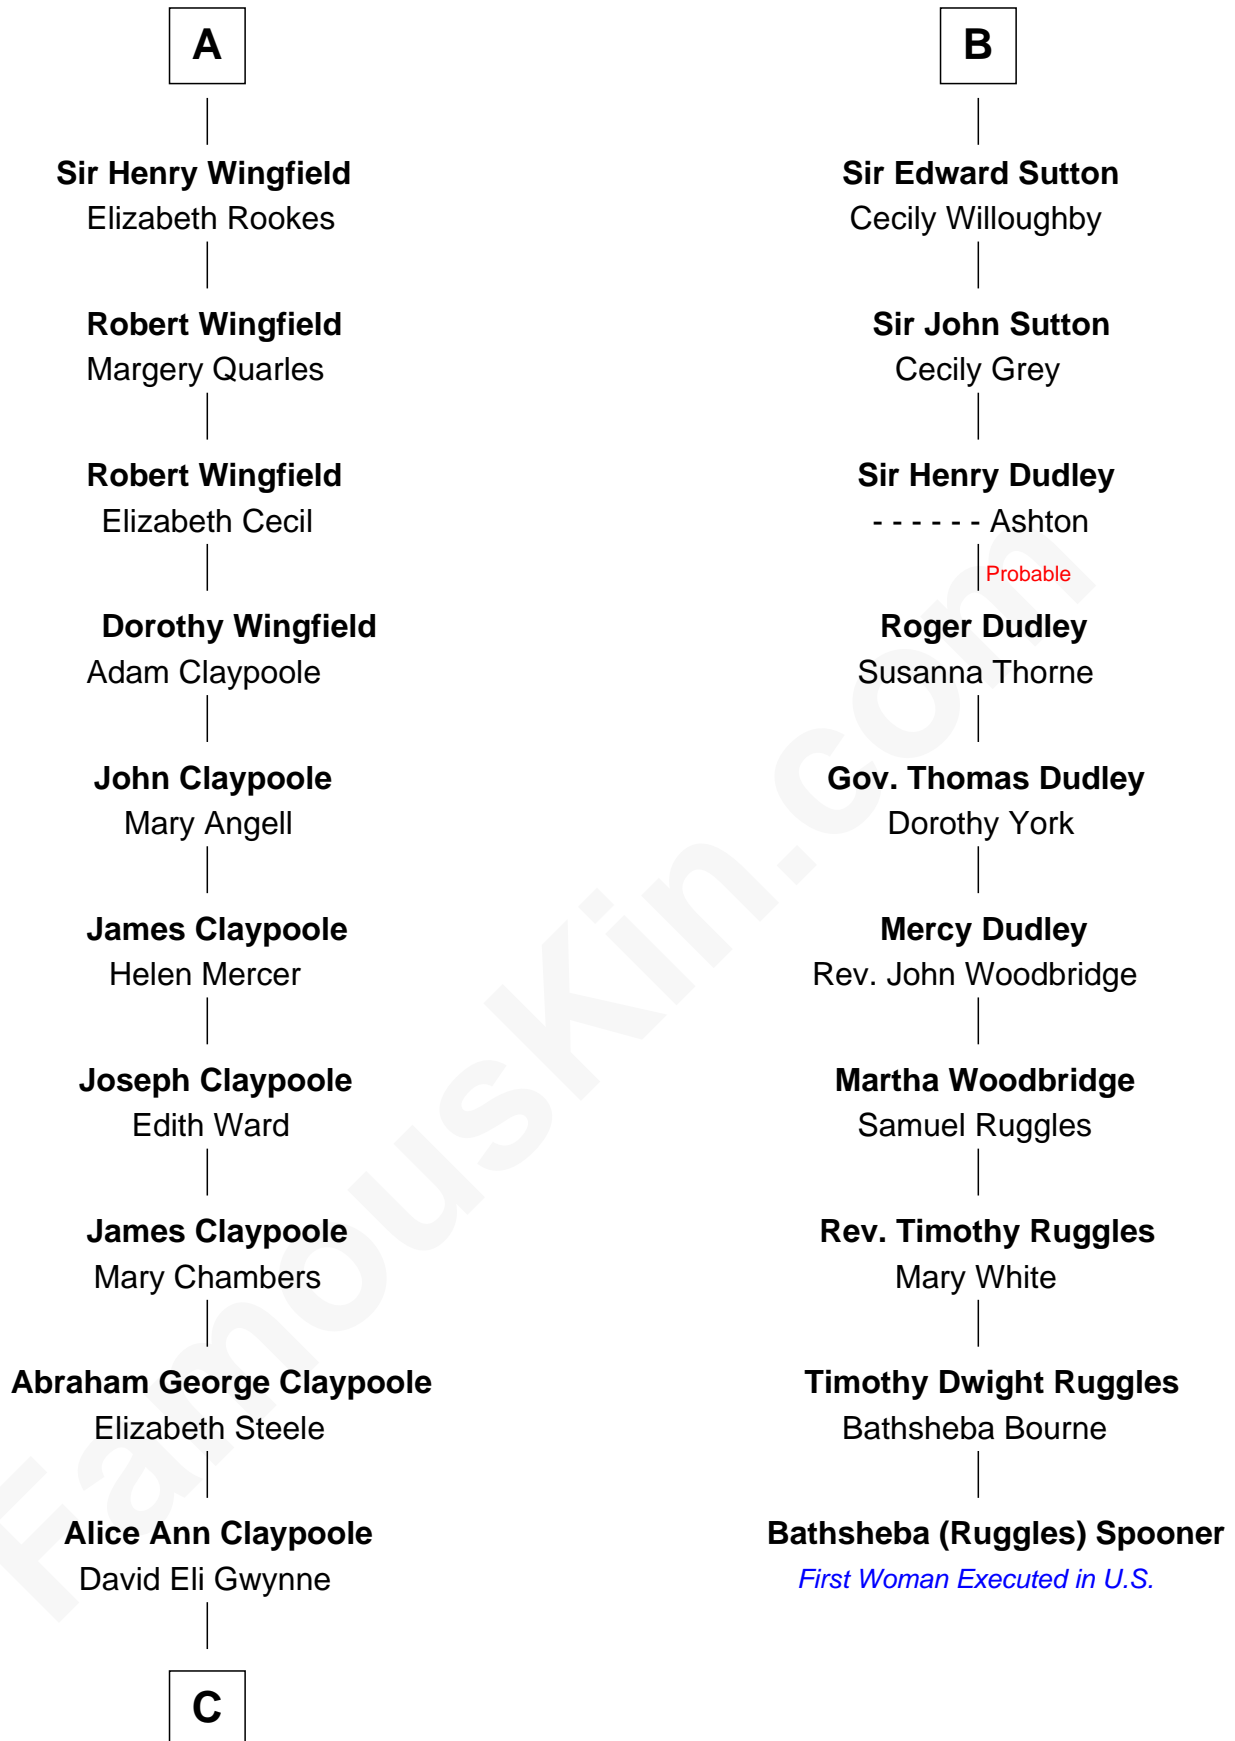 A
Sir Henry Wingfield
Elizabeth Rookes
Robert Wingfield
Margery Quarles
Robert Wingfield
Elizabeth Cecil
Dorothy Wingfield
Adam Claypoole
John Claypoole
Mary Angell
James Claypoole
Helen Mercer
Joseph Claypoole
Edith Ward
James Claypoole
Mary Chambers
Abraham George Claypoole
Elizabeth Steele
Alice Ann Claypoole
David Eli Gwynne
C
B
Sir Edward Sutton
Cecily Willoughby
Sir John Sutton
Cecily Grey
Sir Henry Dudley
- - - - - - Ashton
Probable
Roger Dudley
Susanna Thorne
Gov. Thomas Dudley
Dorothy York
Mercy Dudley
Rev. John Woodbridge
Martha Woodbridge
Samuel Ruggles
Rev. Timothy Ruggles
Mary White
Timothy Dwight Ruggles
Bathsheba Bourne
Bathsheba (Ruggles) Spooner
First Woman Executed in U.S.
FamousKin.com